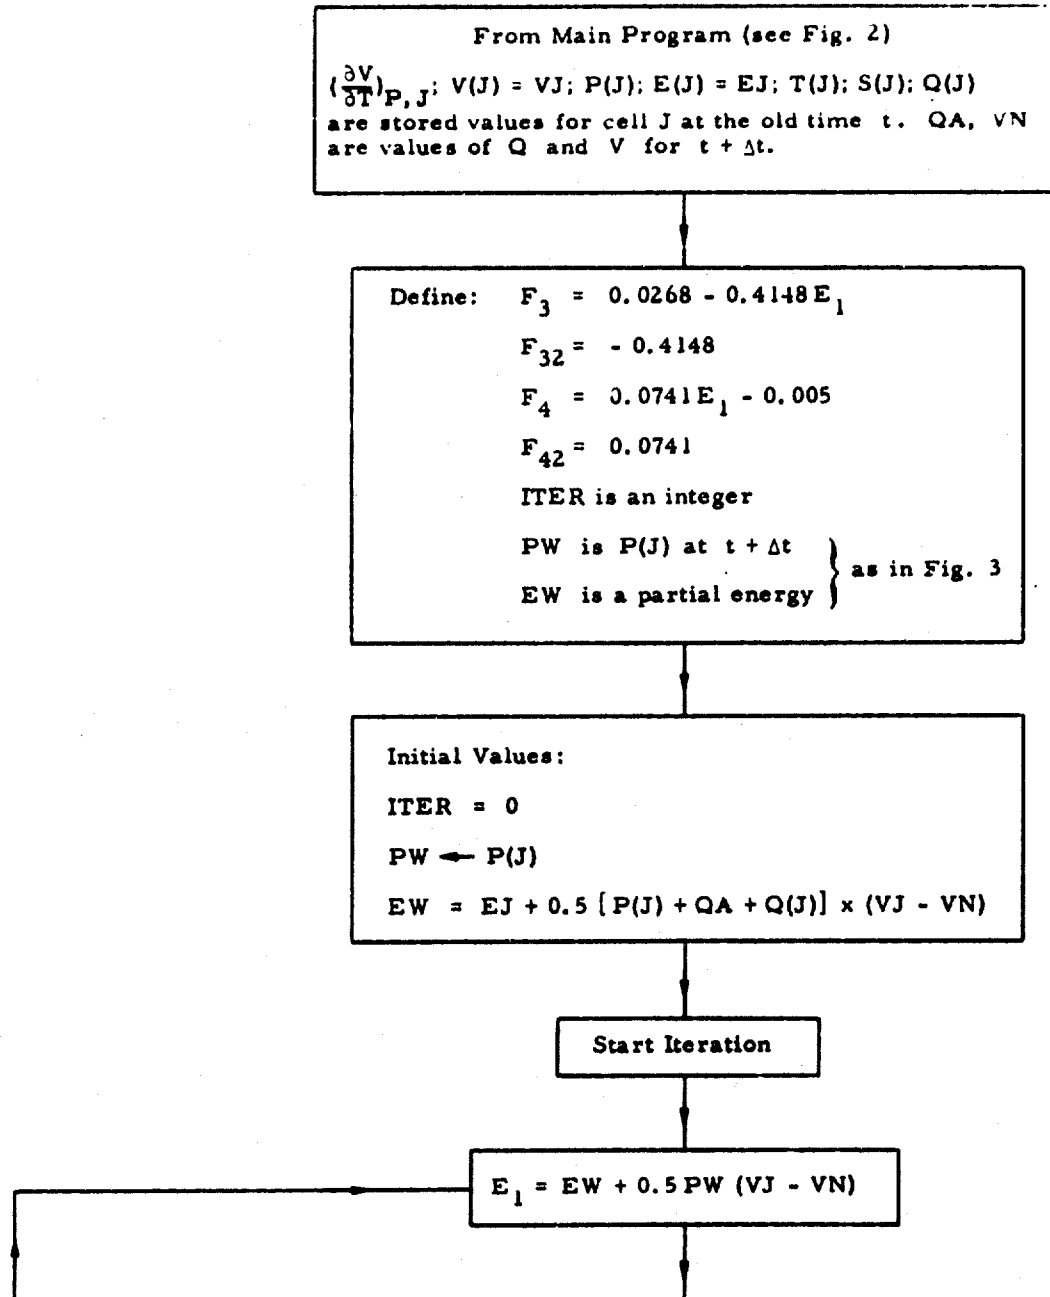 From Main Program (see Fig. 2)
(∂V/∂T)P, J; V(J) = VJ; P(J); E(J) = EJ; T(J); S(J); Q(J)
are stored values for cell J at the old time t. QA, VN
are values of Q and V for t + Δt.
Define: F3 = 0.0268 - 0.4148 E1
F32 = - 0.4148
F4 = 0.0741 E1 - 0.005
F42 = 0.0741
ITER is an integer
PW is P(J) at t + Δt
EW is a partial energy } as in Fig. 3
Initial Values:
ITER = 0
PW ← P(J)
EW = EJ + 0.5 [P(J) + QA + Q(J)] x (VJ - VN)
Start Iteration
E1 = EW + 0.5 PW (VJ - VN)